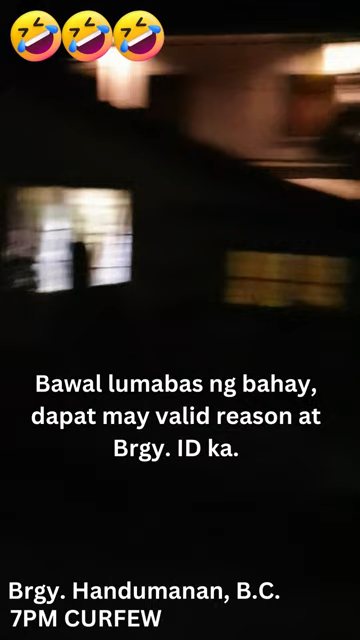 Bawal lumabas ng bahay,
dapat may valid reason at
Brgy. ID ka.
Brgy. Handumanan, B.C.
7PM CURFEW